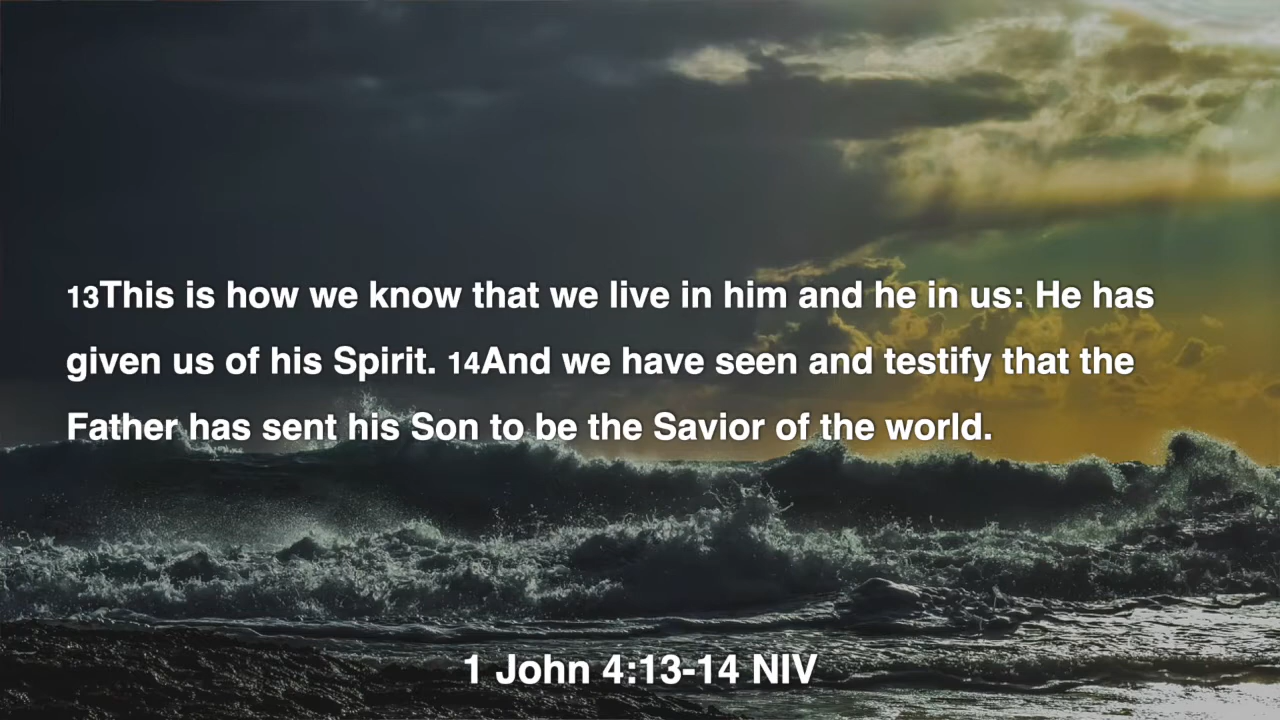 13This is how we know that we live in him and he in us: He has
given us of his Spirit. 14And we have seen and testify that the
Father has sent his Son to be the Savior of the world.
1 John 4:13-14 NIV